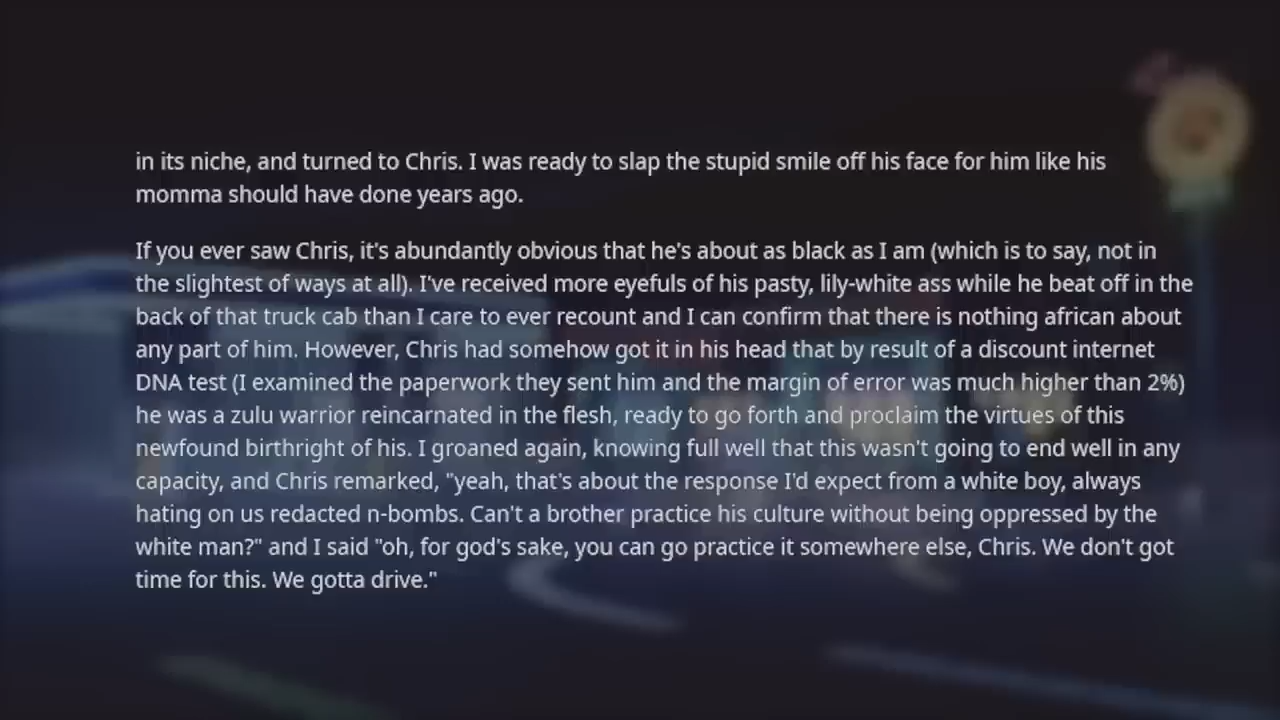 in its niche, and turned to Chris. I was ready to slap the stupid smile off his face for him like his
momma should have done years ago.
If you ever saw Chris, it's abundantly obvious that he's about as black as I am (which is to say, not in
the slightest of ways at all). I've received more eyefuls of his pasty, lily-white ass while he beat off in the
back of that truck cab than I care to ever recount and I can confirm that there is nothing african about
any part of him. However, Chris had somehow got it in his head that by result of a discount internet
DNA test (I examined the paperwork they sent him and the margin of error was much higher than 2%)
he was a zulu warrior reincarnated in the flesh, ready to go forth and proclaim the virtues of this
newfound birthright of his. I groaned again, knowing full well that this wasn't going to end well in any
capacity, and Chris remarked, "yeah, that's about the response I'd expect from a white boy, always
hating on us redacted n-bombs. Can't a brother practice his culture without being oppressed by the
white man?" and I said "oh, for god's sake, you can go practice it somewhere else, Chris. We don't got
time for this. We gotta drive."